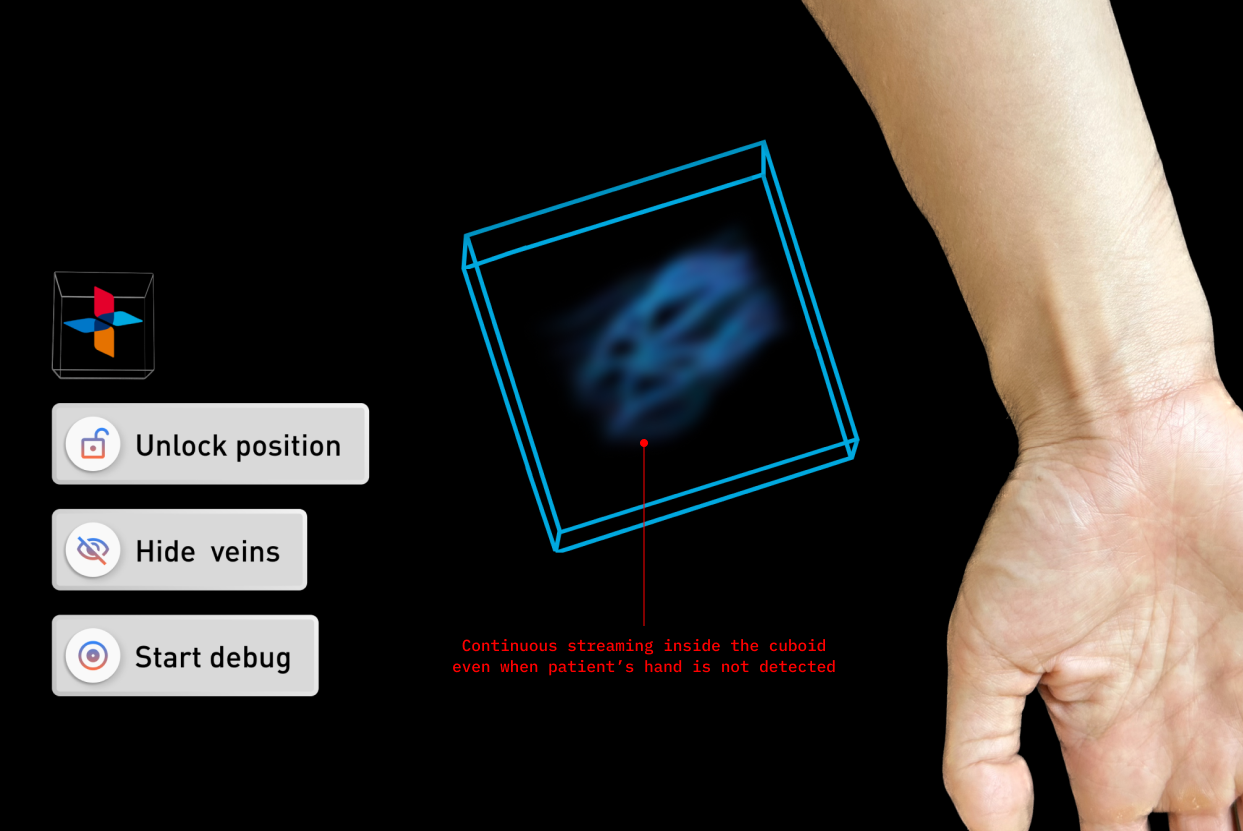 Unlock position
Hide veins
Start debug
Continuous streaming inside the cuboid
even when patient’s hand is not detected